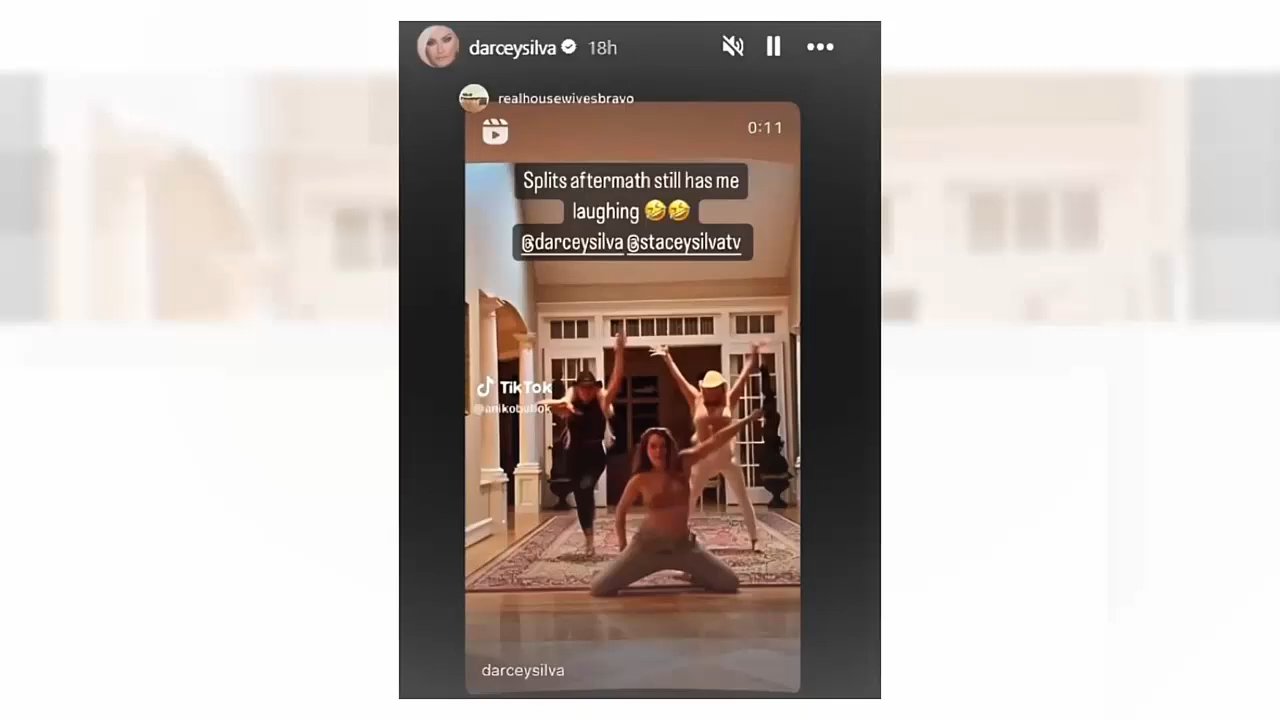 darceysilva 18h
realhousewivesbravo
0:11
Splits aftermath still has me
laughing 🤣🤣
@darceysilva @staceysilvatv
TikTok
darceysilva